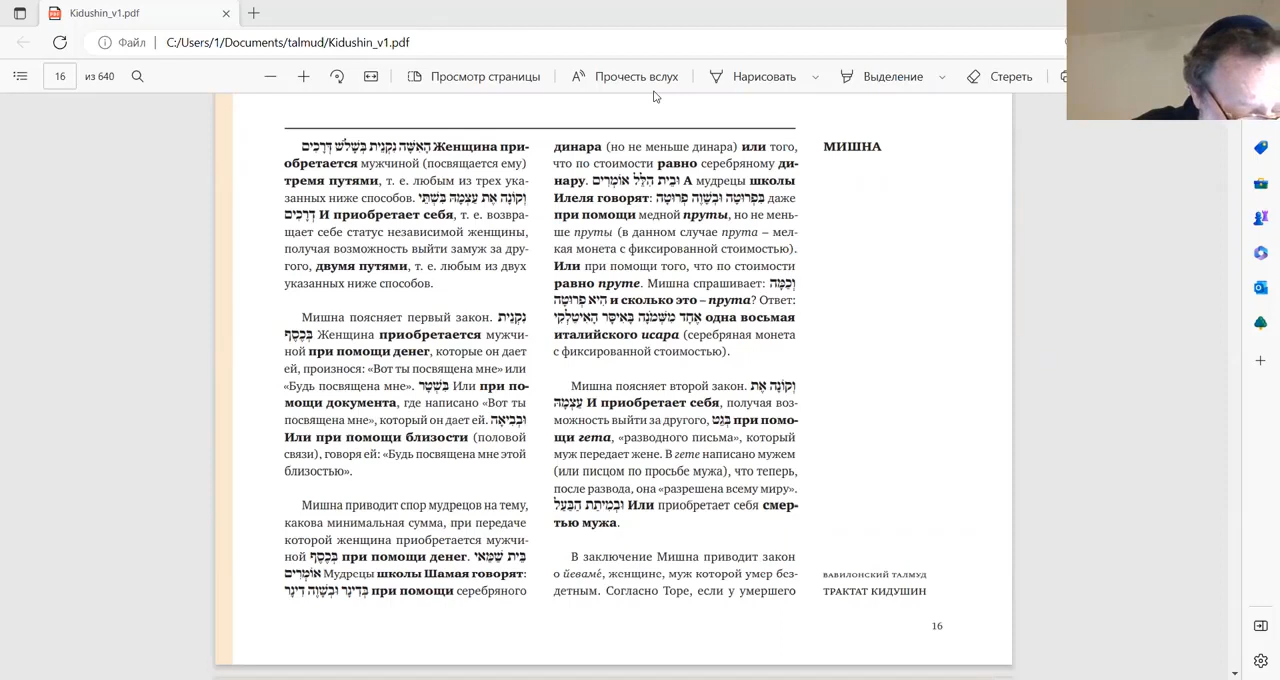 Kidushin_v1.pdf
Файл
C:/Users/1/Documents/talmud/Kidushin_v1.pdf
16
из 640
Просмотр страницы
Прочесть вслух
Нарисовать
Выделение
Стереть
הָאִשָּׁה נִקְנֵית בְּשָׁלֹשׁ דְּרָכִים Женщина при-
обретается мужчиной (посвящается ему)
тремя путями, т. е. любым из трех ука-
занных ниже способов. וְקוֹנָה אֶת עַצְמָהּ בִּשְׁתֵּי
דְרָכִים И приобретает себя, т. е. возвра-
щает себе статус независимой женщины,
получая возможность выйти замуж за дру-
гого, двумя путями, т. е. любым из двух
указанных ниже способов.
Мишна поясняет первый закон. נִקְנֵית
בְּכֶסֶף Женщина приобретается мужчи-
ной при помощи денег, которые он дает
ей, произнося: «Вот ты посвящена мне» или
«Будь посвящена мне». בִּשְׁטָר Или при по-
мощи документа, где написано «Вот ты
посвящена мне», который он дает ей. וּבְבִיאָה
Или при помощи близости (половой
связи), говоря ей: «Будь посвящена мне этой
близостью».
Мишна приводит спор мудрецов на тему,
какова минимальная сумма, при передаче
которой женщина приобретается мужчи-
ной בְּכֶסֶף при помощи денег. בֵּית שַׁמַּאי
אוֹמְרִים Мудрецы школы Шамая говорят:
בְּדִינָר וּבְשָׁוֶה דִינָר при помощи серебряного
динара (но не меньше динара) или того,
что по стоимости равно серебряному ди-
нару. וּבֵית הִלֵּל אוֹמְרִים А мудрецы школы
Илеля говорят: בִּפְרוּטָה וּבְשָׁוֶה פְרוּטָה даже
при помощи медной пруты, но не мень-
ше пруты (в данном случае прута – мел-
кая монета с фиксированной стоимостью).
Или при помощи того, что по стоимости
равно пруте. Мишна спрашивает: וְכַמָּה
הִיא פְרוּטָה и сколько это – прута? Ответ:
אֶחָד מִשְּׁמֹנָה בָּאִיסָּר הָאִיטַלְקִי одна восьмая
италийского исара (серебряная монета
с фиксированной стоимостью).
Мишна поясняет второй закон. וְקוֹנָה אֶת
עַצְמָהּ И приобретает себя, получая воз-
можность выйти за другого, בְּגֵט при помо-
щи гета, «разводного письма», который
муж передает жене. В гете написано мужем
(или писцом по просьбе мужа), что теперь,
после развода, она «разрешена всему миру».
וּבְמִיתַת הַבַּעַל Или приобретает себя смер-
тью мужа.
В заключение Мишна приводит закон
о йевамé, женщине, муж которой умер без-
детным. Согласно Торе, если у умершего
МИШНА
ВАВИЛОНСКИЙ ТАЛМУД
ТРАКТАТ КИДУШИН
16